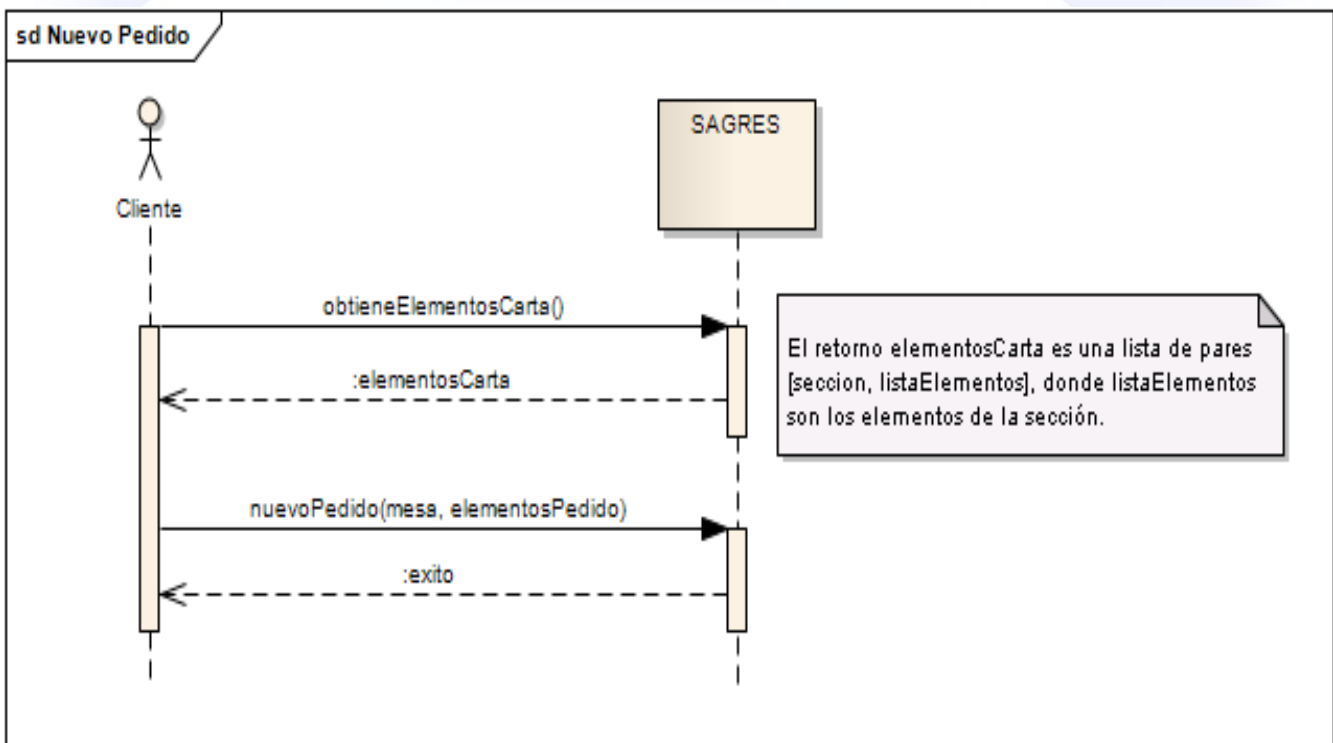 sd Nuevo Pedido
SAGRES
Cliente
obtieneElementosCarta()
:elementosCarta
El retorno elementosCarta es una lista de pares
[seccion, listaElementos], donde listaElementos
son los elementos de la sección.
nuevoPedido(mesa, elementosPedido)
:exito